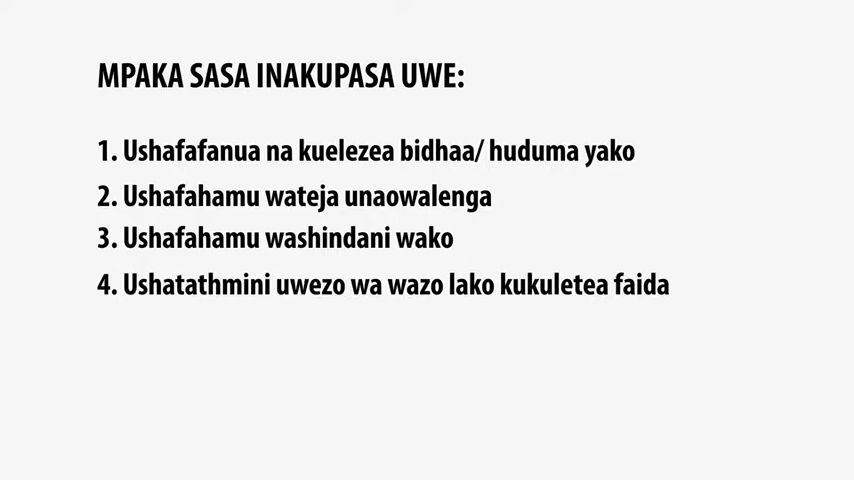 MPAKA SASA INAKUPASA UWE:
1. Ushafafanua na kuelezea bidhaa/ huduma yako
2. Ushafahamu wateja unaowalenga
3. Ushafahamu washindani wako
4. Ushatathmini uwezo wa wazo lako kukuletea faida